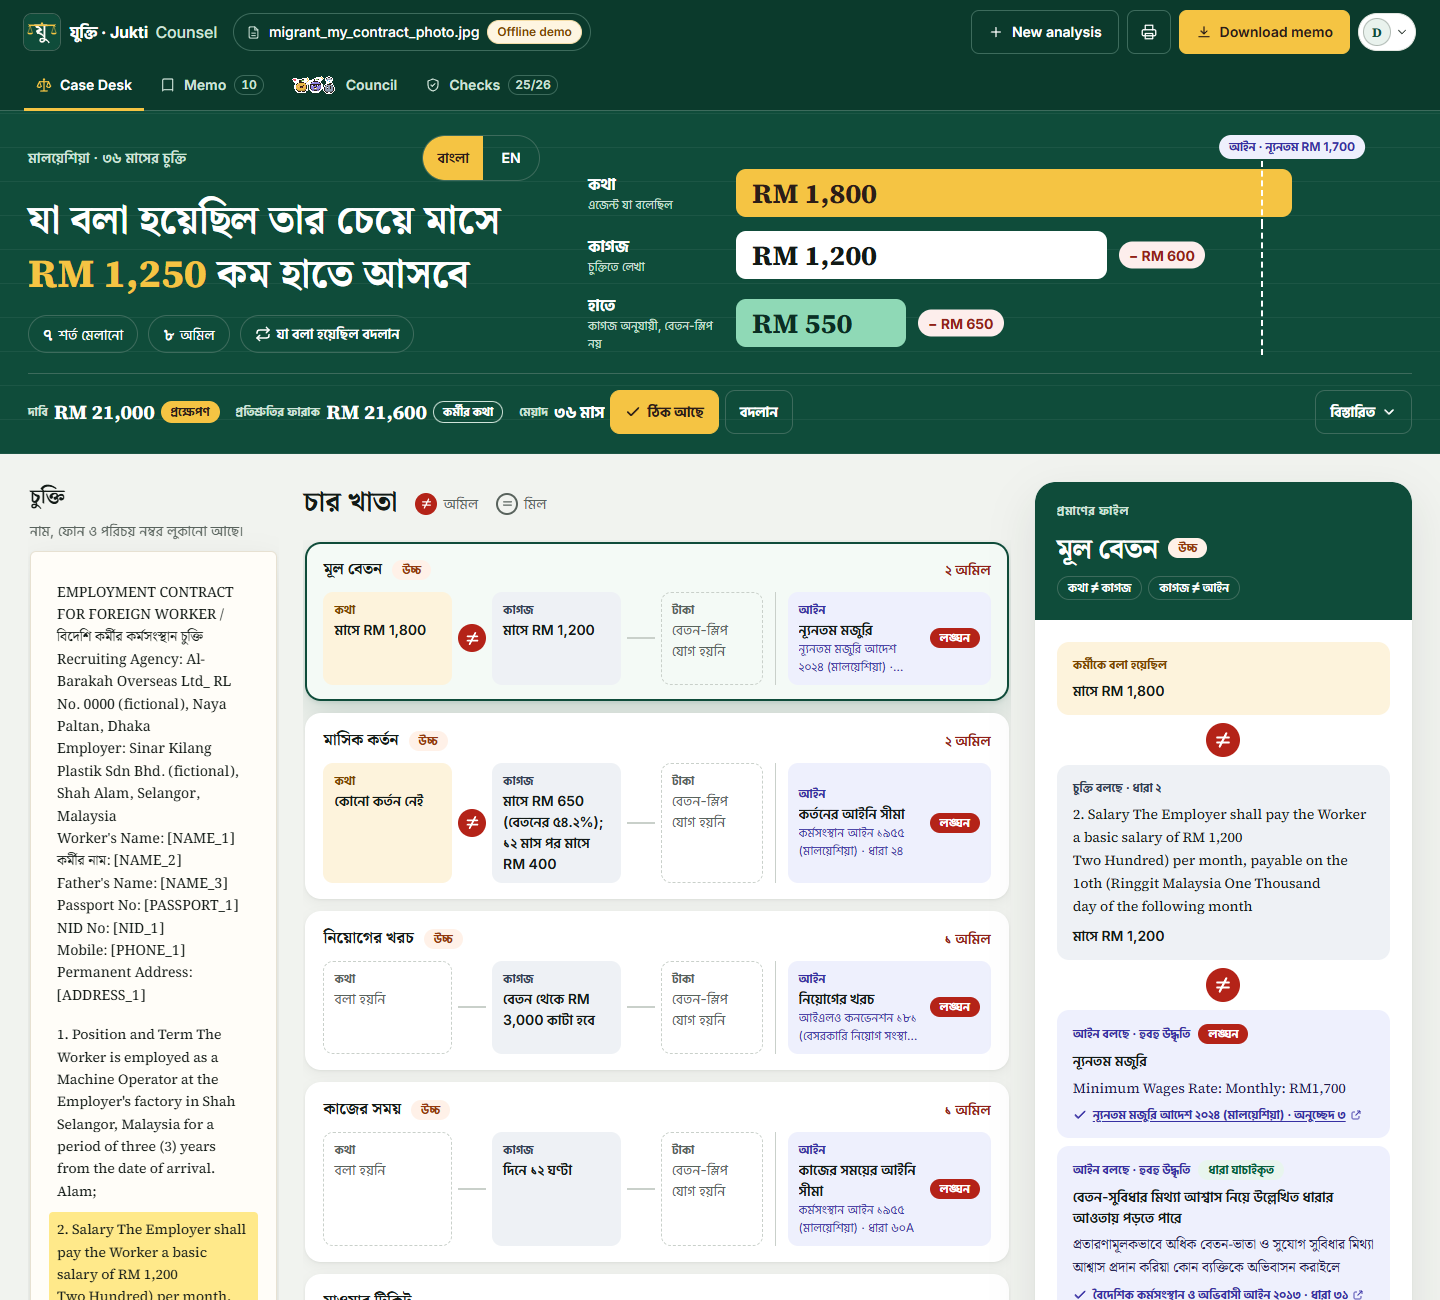 যু যুক্তি · Jukti Counsel
migrant_my_contract_photo.jpg Offline demo
New analysis
Download memo
D
Case Desk
Memo 10
Council
Checks 25/26
মালয়েশিয়া · ৩৬ মাসের চুক্তি
বাংলা EN
যা বলা হয়েছিল তার চেয়ে মাসে
RM 1,250 কম হাতে আসবে
৭ শর্ত মেলানো
৮ অমিল
যা বলা হয়েছিল বদলান
আইন · ন্যূনতম RM 1,700
কথা
এজেন্ট যা বলেছিল
RM 1,800
কাগজ
চুক্তিতে লেখা
RM 1,200
– RM 600
হাতে
কাগজ অনুযায়ী, বেতন-স্লিপ
নয়
RM 550
– RM 650
দাবি RM 21,000 প্রক্ষেপণ
প্রতিশ্রুতির ফারাক RM 21,600 কর্মীর কথা
মেয়াদ ৩৬ মাস
ঠিক আছে
বদলান
বিস্তারিত
চুক্তি
নাম, ফোন ও পরিচয় নম্বর লুকানো আছে।
EMPLOYMENT CONTRACT
FOR FOREIGN WORKER /
বিদেশি কর্মীর কর্মসংস্থান চুক্তি
Recruiting Agency: Al-
Barakah Overseas Ltd_ RL
No. 0000 (fictional), Naya
Paltan, Dhaka
Employer: Sinar Kilang
Plastik Sdn Bhd. (fictional),
Shah Alam, Selangor,
Malaysia
Worker's Name: [NAME_1]
কর্মীর নাম: [NAME_2]
Father's Name: [NAME_3]
Passport No: [PASSPORT_1]
NID No: [NID_1]
Mobile: [PHONE_1]
Permanent Address:
[ADDRESS_1]
1. Position and Term The
Worker is employed as a
Machine Operator at the
Employer's factory in Shah
Selangor, Malaysia for a
period of three (3) years
from the date of arrival.
Alam;
2. Salary The Employer shall
pay the Worker a basic
salary of RM 1,200
Two Hundred) per month,
চার খাতা
≠ অমিল
= মিল
মূল বেতন উচ্চ
২ অমিল
কথা
মাসে RM 1,800
≠
কাগজ
মাসে RM 1,200
টাকা
বেতন-স্লিপ
যোগ হয়নি
আইন
ন্যূনতম মজুরি
ন্যূনতম মজুরি আদেশ
২০২৪ (মালয়েশিয়া) ·...
লঙ্ঘন
মাসিক কর্তন উচ্চ
২ অমিল
কথা
কোনো কর্তন নেই
≠
কাগজ
মাসে RM 650
(বেতনের ৫৪.২%);
১২ মাস পর মাসে
RM 400
টাকা
বেতন-স্লিপ
যোগ হয়নি
আইন
কর্তনের আইনি সীমা
কর্মসংস্থান আইন ১৯৫৫
(মালয়েশিয়া) · ধারা ২৪
লঙ্ঘন
নিয়োগের খরচ উচ্চ
১ অমিল
কথা
বলা হয়নি
কাগজ
বেতন থেকে RM
3,000 কাটা হবে
টাকা
বেতন-স্লিপ
যোগ হয়নি
আইন
নিয়োগের খরচ
আইএলও কনভেনশন ১৮১
(বেসরকারি নিয়োগ সংস্থা...
লঙ্ঘন
কাজের সময় উচ্চ
১ অমিল
কথা
বলা হয়নি
কাগজ
দিনে ১২ ঘণ্টা
টাকা
বেতন-স্লিপ
যোগ হয়নি
আইন
কাজের সময়ের আইনি
সীমা
কর্মসংস্থান আইন ১৯৫৫
(মালয়েশিয়া) · ধারা ৬০A
লঙ্ঘন
প্রমাণের ফাইল
মূল বেতন উচ্চ
কথা ≠ কাগজ
কাগজ ≠ আইন
কর্মীকে বলা হয়েছিল
মাসে RM 1,800
≠
চুক্তি বলছে · ধারা ২
2. Salary The Employer shall pay the Worker
a basic salary of RM 1,200
Two Hundred) per month, payable on the
1oth (Ringgit Malaysia One Thousand
day of the following month
মাসে RM 1,200
≠
আইন বলছে · হুবহু উদ্ধৃতি লঙ্ঘন
ন্যূনতম মজুরি
Minimum Wages Rate: Monthly: RM1,700
ন্যূনতম মজুরি আদেশ ২০২৪ (মালয়েশিয়া) · অনুচ্ছেদ ৩
আইন বলছে · হুবহু উদ্ধৃতি ধারা যাচাইকৃত
বেতন-সুবিধার মিথ্যা আশ্বাস নিয়ে উল্লেখিত ধারার
আওতায় পড়তে পারে
প্রতারণামূলকভাবে অধিক বেতন-ভাতা ও সুযোগ সুবিধার মিথ্যা
আশ্বাস প্রদান করিয়া কোন ব্যক্তিকে অভিবাসন করাইলে
বৈদেশিক কর্মসংস্থান ও অভিবাসী আইন ২০১৩ · ধারা ৩১